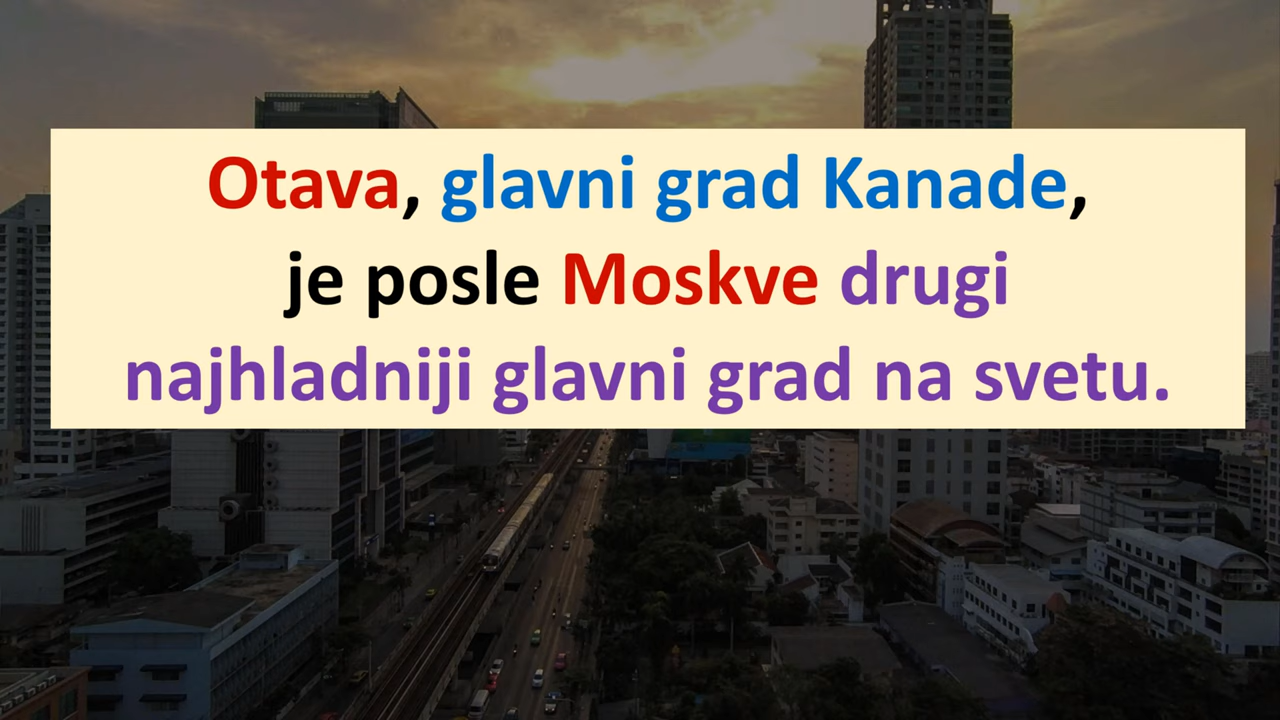 Otava, glavni grad Kanade,
je posle Moskve drugi
najhladniji glavni grad na svetu.